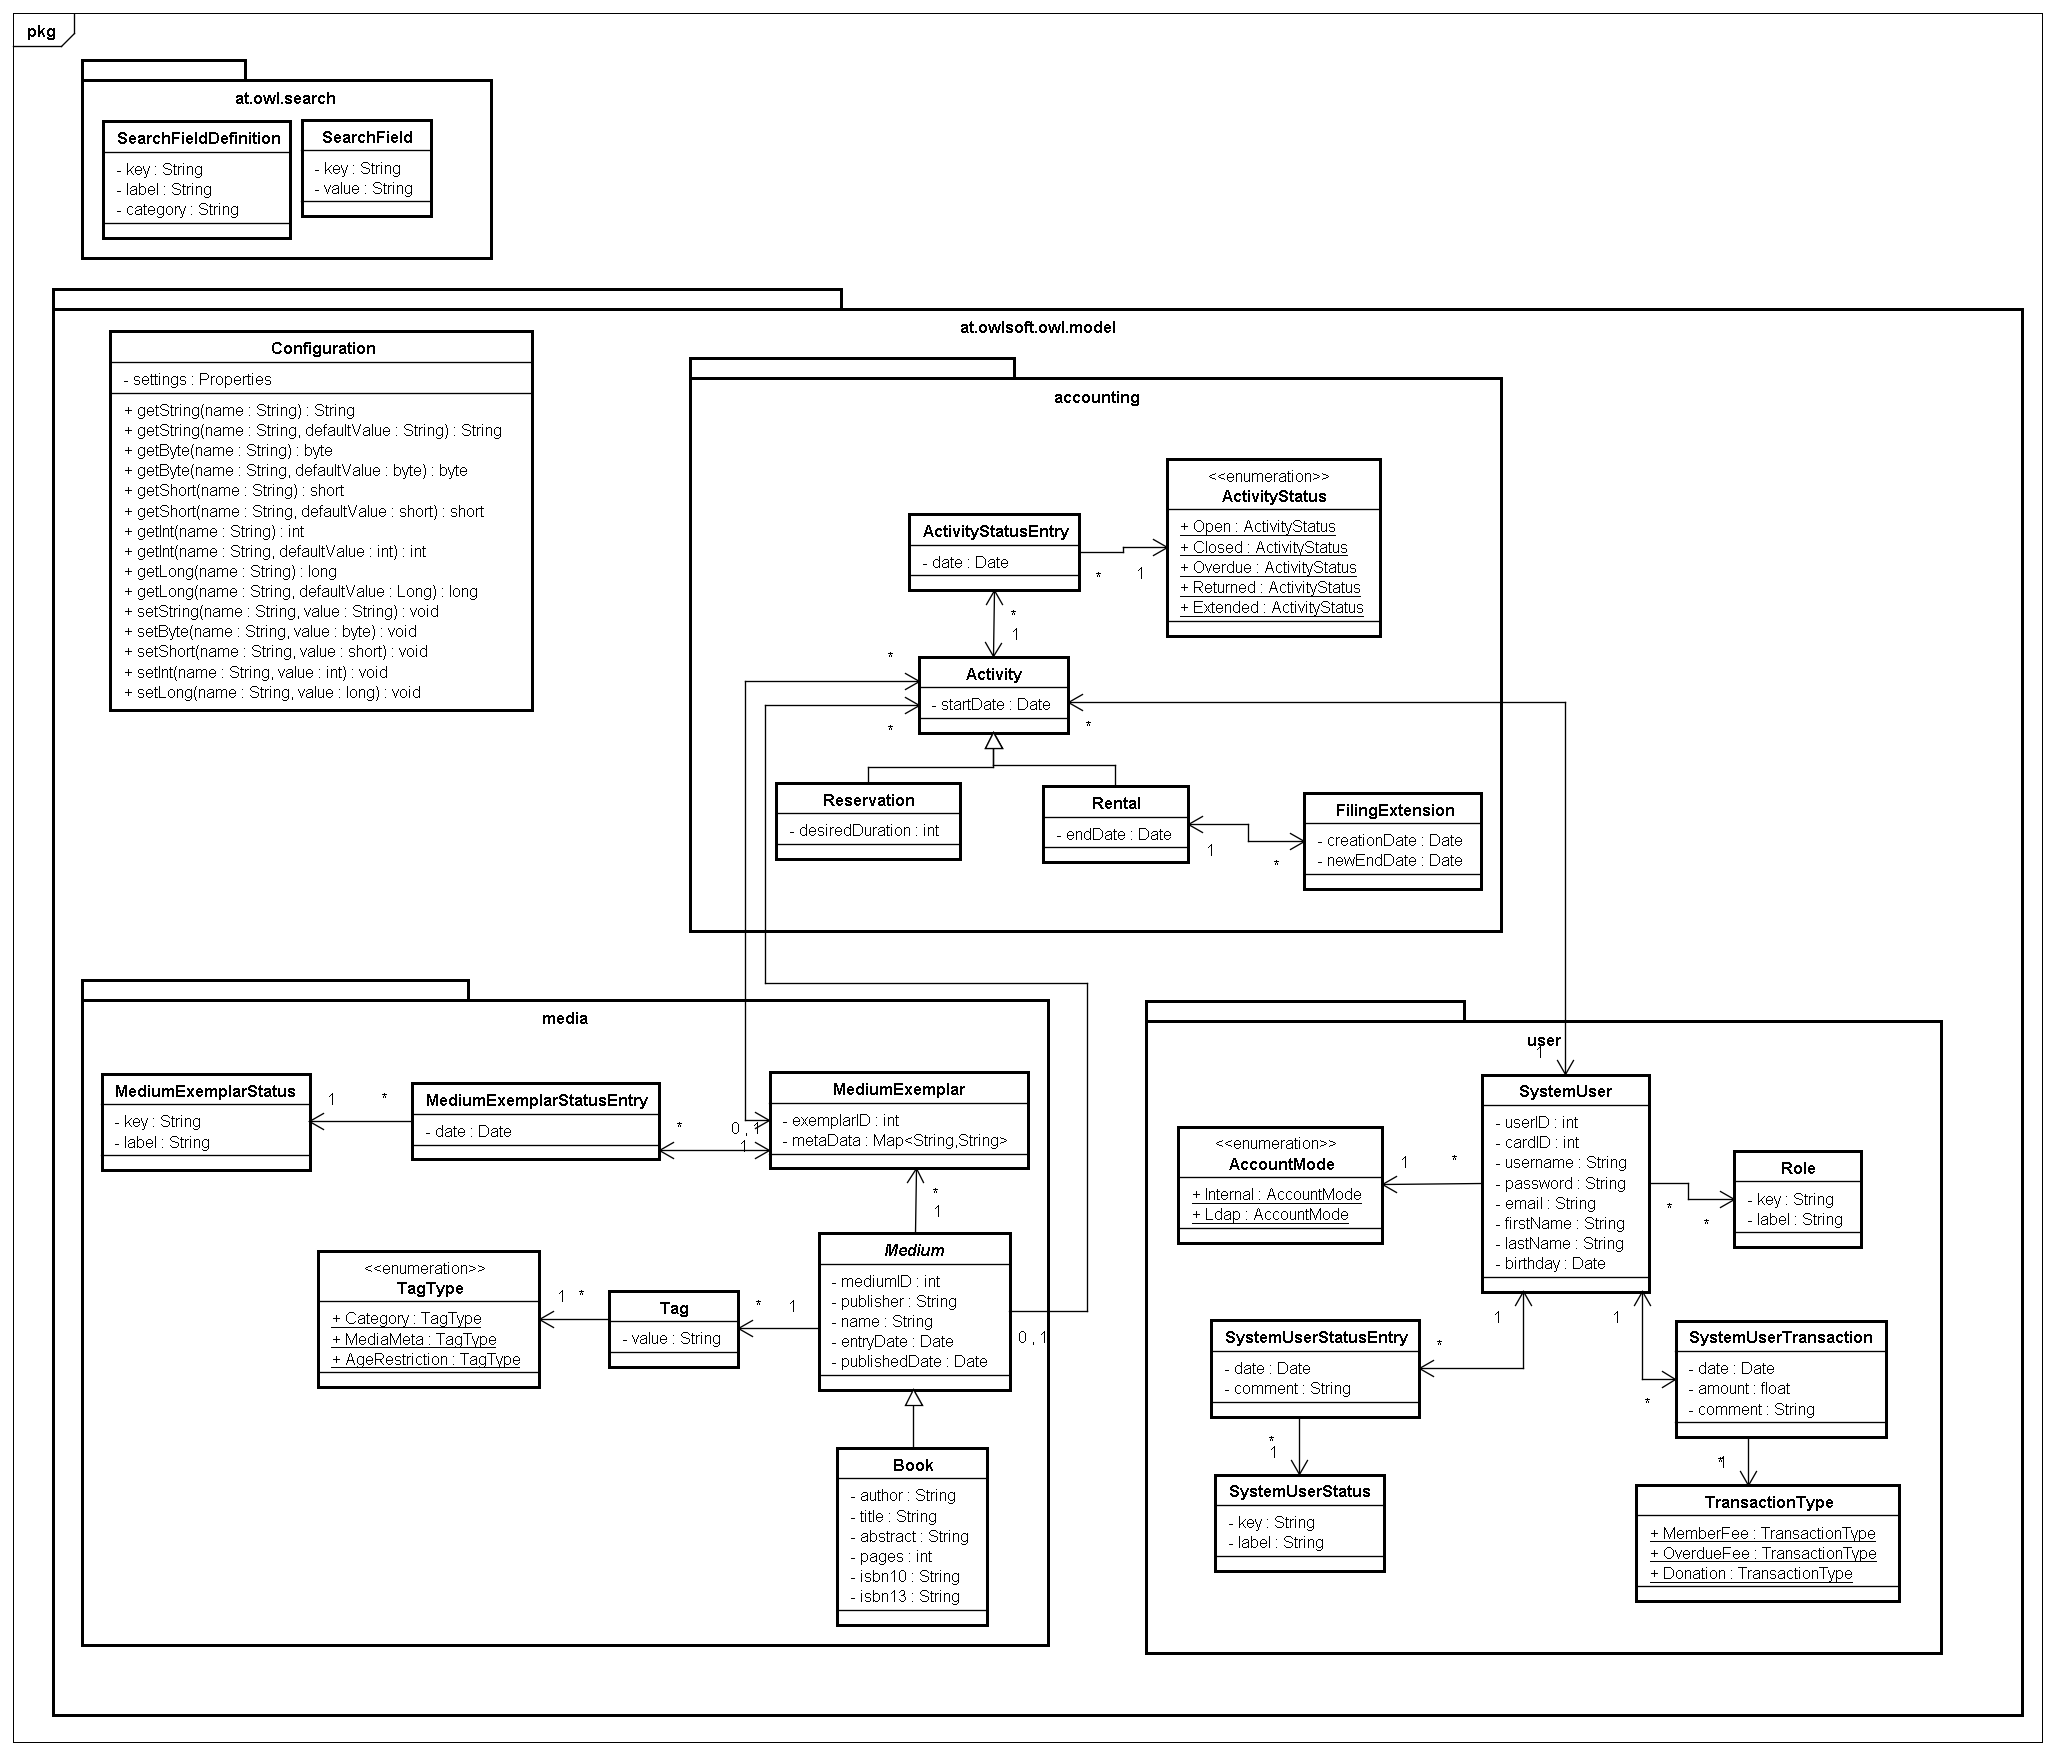 pkg
at.owl.search
SearchFieldDefinition
- key : String
- label : String
- category : String
SearchField
- key : String
- value : String
at.owlsoft.owl.model
Configuration
- settings : Properties
+ getString(name : String) : String
+ getString(name : String, defaultValue : String) : String
+ getByte(name : String) : byte
+ getByte(name : String, defaultValue : byte) : byte
+ getShort(name : String) : short
+ getShort(name : String, defaultValue : short) : short
+ getInt(name : String) : int
+ getInt(name : String, defaultValue : int) : int
+ getLong(name : String) : long
+ getLong(name : String, defaultValue : Long) : long
+ setString(name : String, value : String) : void
+ setByte(name : String, value : byte) : void
+ setShort(name : String, value : short) : void
+ setInt(name : String, value : int) : void
+ setLong(name : String, value : long) : void
accounting
<<enumeration>>
ActivityStatus
+ Open : ActivityStatus
+ Closed : ActivityStatus
+ Overdue : ActivityStatus
+ Returned : ActivityStatus
+ Extended : ActivityStatus
ActivityStatusEntry
- date : Date
*
1
*
1
*
Activity
- startDate : Date
*
*
Reservation
- desiredDuration : int
Rental
- endDate : Date
1
*
FilingExtension
- creationDate : Date
- newEndDate : Date
media
MediumExemplarStatus
- key : String
- label : String
1
*
MediumExemplarStatusEntry
- date : Date
*
0 , 1
1
MediumExemplar
- exemplarID : int
- metaData : Map<String,String>
*
1
<<enumeration>>
TagType
+ Category : TagType
+ MediaMeta : TagType
+ AgeRestriction : TagType
1
*
Tag
- value : String
*
1
Medium
- mediumID : int
- publisher : String
- name : String
- entryDate : Date
- publishedDate : Date
0 , 1
Book
- author : String
- title : String
- abstract : String
- pages : int
- isbn10 : String
- isbn13 : String
user
1
SystemUser
- userID : int
- cardID : int
- username : String
- password : String
- email : String
- firstName : String
- lastName : String
- birthday : Date
<<enumeration>>
AccountMode
+ Internal : AccountMode
+ Ldap : AccountMode
1
*
*
*
Role
- key : String
- label : String
1
*
SystemUserStatusEntry
- date : Date
- comment : String
*
1
SystemUserStatus
- key : String
- label : String
1
*
SystemUserTransaction
- date : Date
- amount : float
- comment : String
*
1
TransactionType
+ MemberFee : TransactionType
+ OverdueFee : TransactionType
+ Donation : TransactionType